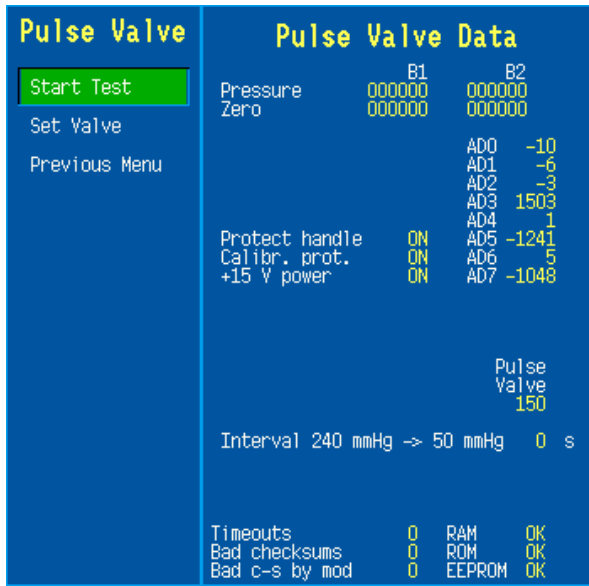 Pulse Valve
Start Test
Set Valve
Previous Menu
Pulse Valve Data
B1 B2
Pressure 000000 000000
Zero 000000 000000
AD0 -10
AD1 -6
AD2 -3
AD3 1503
AD4 1
Protect handle ON AD5 -1241
Calibr. prot. ON AD6 5
+15 V power ON AD7 -1048
Pulse
Valve
150
Interval 240 mmHg -> 50 mmHg 0 s
Timeouts 0 RAM OK
Bad checksums 0 ROM OK
Bad c-s by mod 0 EEPROM OK